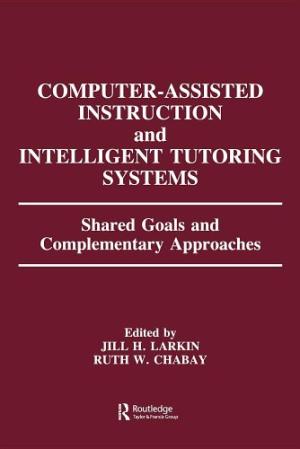 COMPUTER-ASSISTED
INSTRUCTION
and
INTELLIGENT TUTORING
SYSTEMS
Shared Goals and
Complementary Approaches
Edited by
JILL H. LARKIN
RUTH W. CHABAY
R
Routledge
Taylor & Francis Group